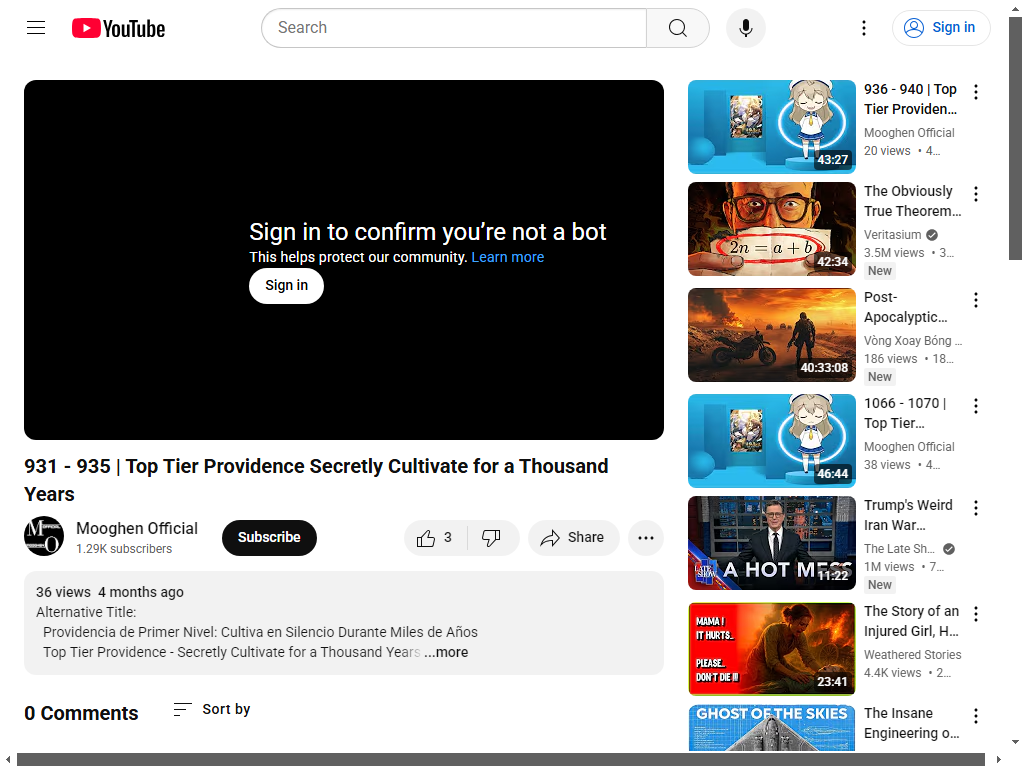 YouTube
Search
Sign in
Sign in to confirm you’re not a bot
This helps protect our community. Learn more
Sign in
931 - 935 | Top Tier Providence Secretly Cultivate for a Thousand
Years
Mooghen Official
1.29K subscribers
Subscribe
3
Share
36 views 4 months ago
Alternative Title:
Providencia de Primer Nivel: Cultiva en Silencio Durante Miles de Años
Top Tier Providence - Secretly Cultivate for a Thousand Years ...more
0 Comments
Sort by
936 - 940 | Top
Tier Providen...
Mooghen Official
20 views • 4...
43:27
The Obviously
True Theorem...
Veritasium
3.5M views • 3...
New
2n = a + b
42:34
Post-
Apocalyptic...
Vòng Xoay Bóng ...
186 views • 18...
New
40:33:08
1066 - 1070 |
Top Tier...
Mooghen Official
38 views • 4...
46:44
Trump's Weird
Iran War...
The Late Sh...
1M views • 7...
New
LATE SHOW
A HOT MESS
11:22
The Story of an
Injured Girl, H...
Weathered Stories
4.4K views • 2...
MAMA !
IT HURTS..
PLEASE..
DON'T DIE !!!
23:41
The Insane
Engineering o...
GHOST OF THE SKIES